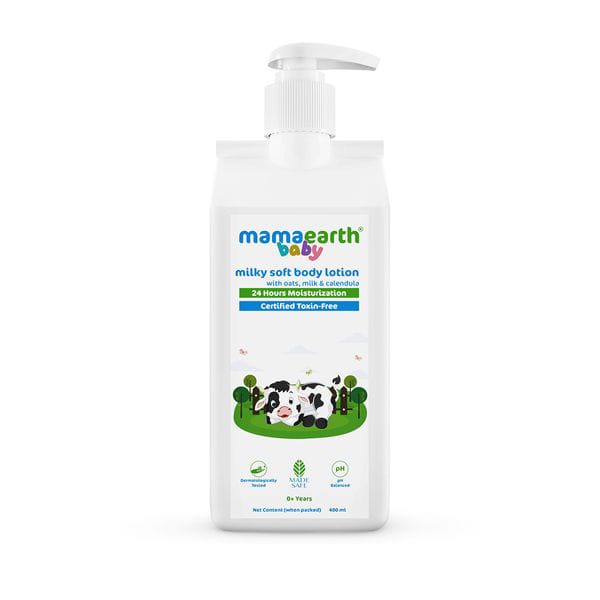 mamaearth®
baby
milky soft body lotion
with oats, milk & calendula
24 Hours Moisturization
Certified Toxin-Free
Dermatologically
Tested
MADE
SAFE
pH
pH
Balanced
0+ Years
Net Content (when packed) 400 ml